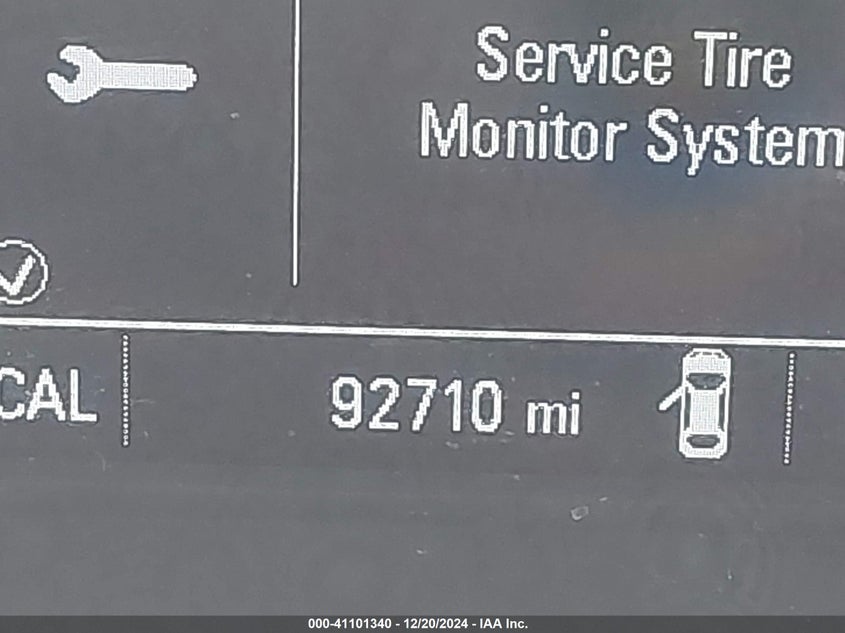 Service Tire
Monitor System
CAL
92710 mi
000-41101340 - 12/20/2024 - IAA Inc.